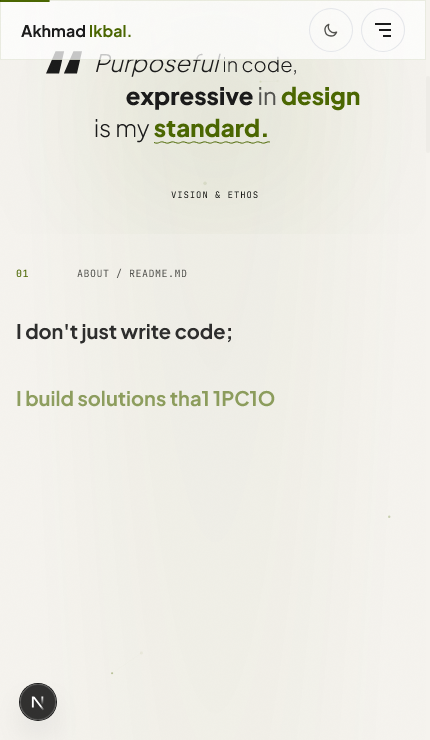 Akhmad Ikbal.
Purposeful in code,
expressive in design
is my standard.
VISION & ETHOS
01 ABOUT / README.MD
I don't just write code;
I build solutions tha1 1PC1O
N